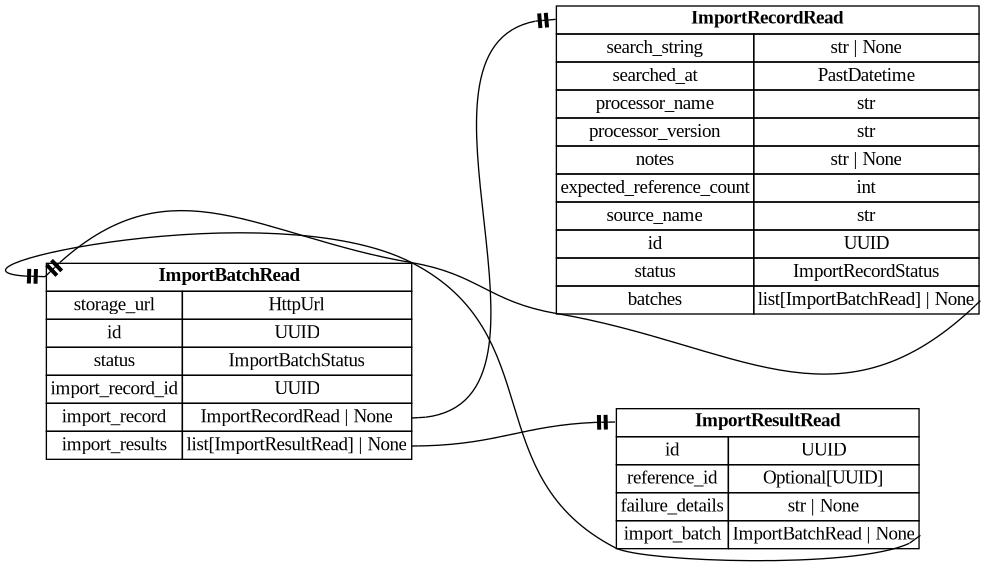 ImportRecordRead
search_string str | None
searched_at PastDatetime
processor_name str
processor_version str
notes str | None
expected_reference_count int
source_name str
id UUID
status ImportRecordStatus
batches list[ImportBatchRead] | None
ImportBatchRead
storage_url HttpUrl
id UUID
status ImportBatchStatus
import_record_id UUID
import_record ImportRecordRead | None
import_results list[ImportResultRead] | None
ImportResultRead
id UUID
reference_id Optional[UUID]
failure_details str | None
import_batch ImportBatchRead | None